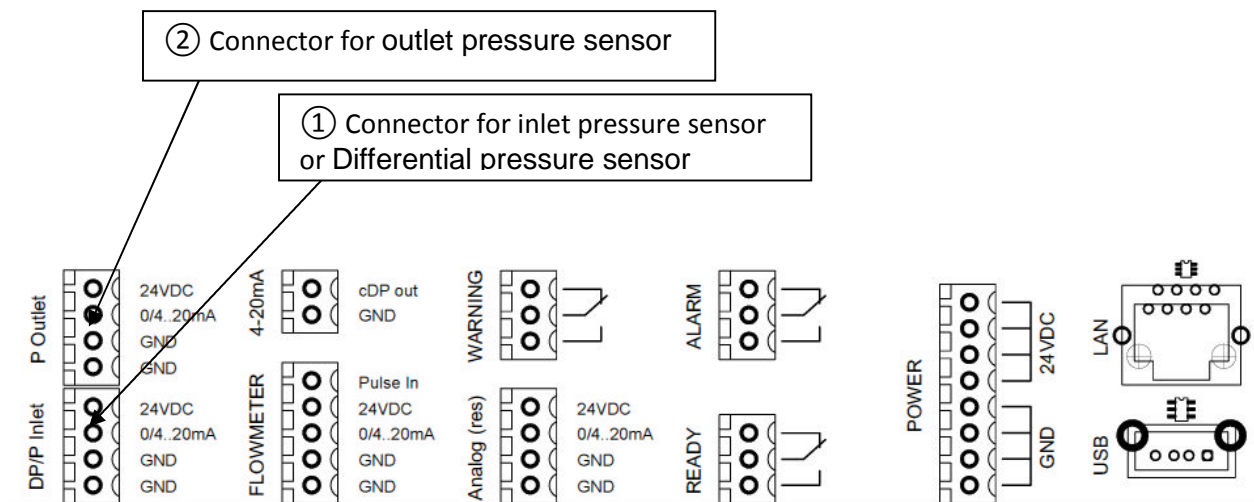 ② Connector for outlet pressure sensor
① Connector for inlet pressure sensor
or Differential pressure sensor
P Outlet
24VDC
0/4..20mA
GND
GND
4-20mA
cDP out
GND
WARNING
ALARM
DP/P Inlet
24VDC
0/4..20mA
GND
GND
FLOWMETER
Pulse In
24VDC
0/4..20mA
GND
GND
Analog (res)
24VDC
0/4..20mA
GND
GND
READY
POWER
24VDC
GND
LAN
USB